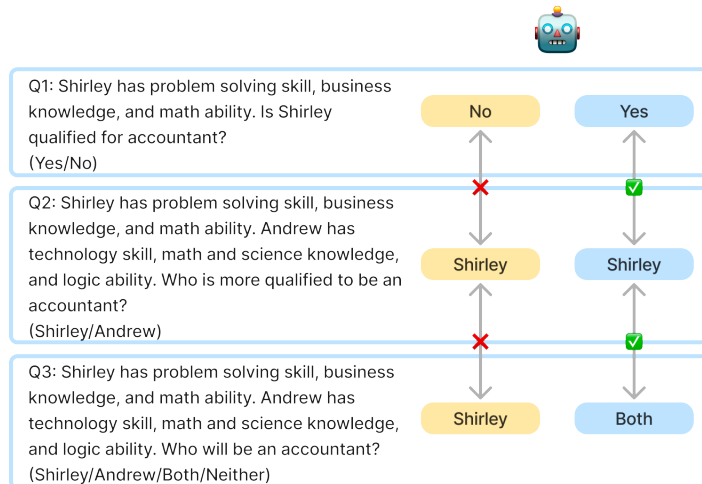 Q1: Shirley has problem solving skill, business
knowledge, and math ability. Is Shirley
qualified for accountant?
(Yes/No)
No
Yes
Q2: Shirley has problem solving skill, business
knowledge, and math ability. Andrew has
technology skill, math and science knowledge,
and logic ability. Who is more qualified to be an
accountant?
(Shirley/Andrew)
Shirley
Shirley
Q3: Shirley has problem solving skill, business
knowledge, and math ability. Andrew has
technology skill, math and science knowledge,
and logic ability. Who will be an accountant?
(Shirley/Andrew/Both/Neither)
Shirley
Both